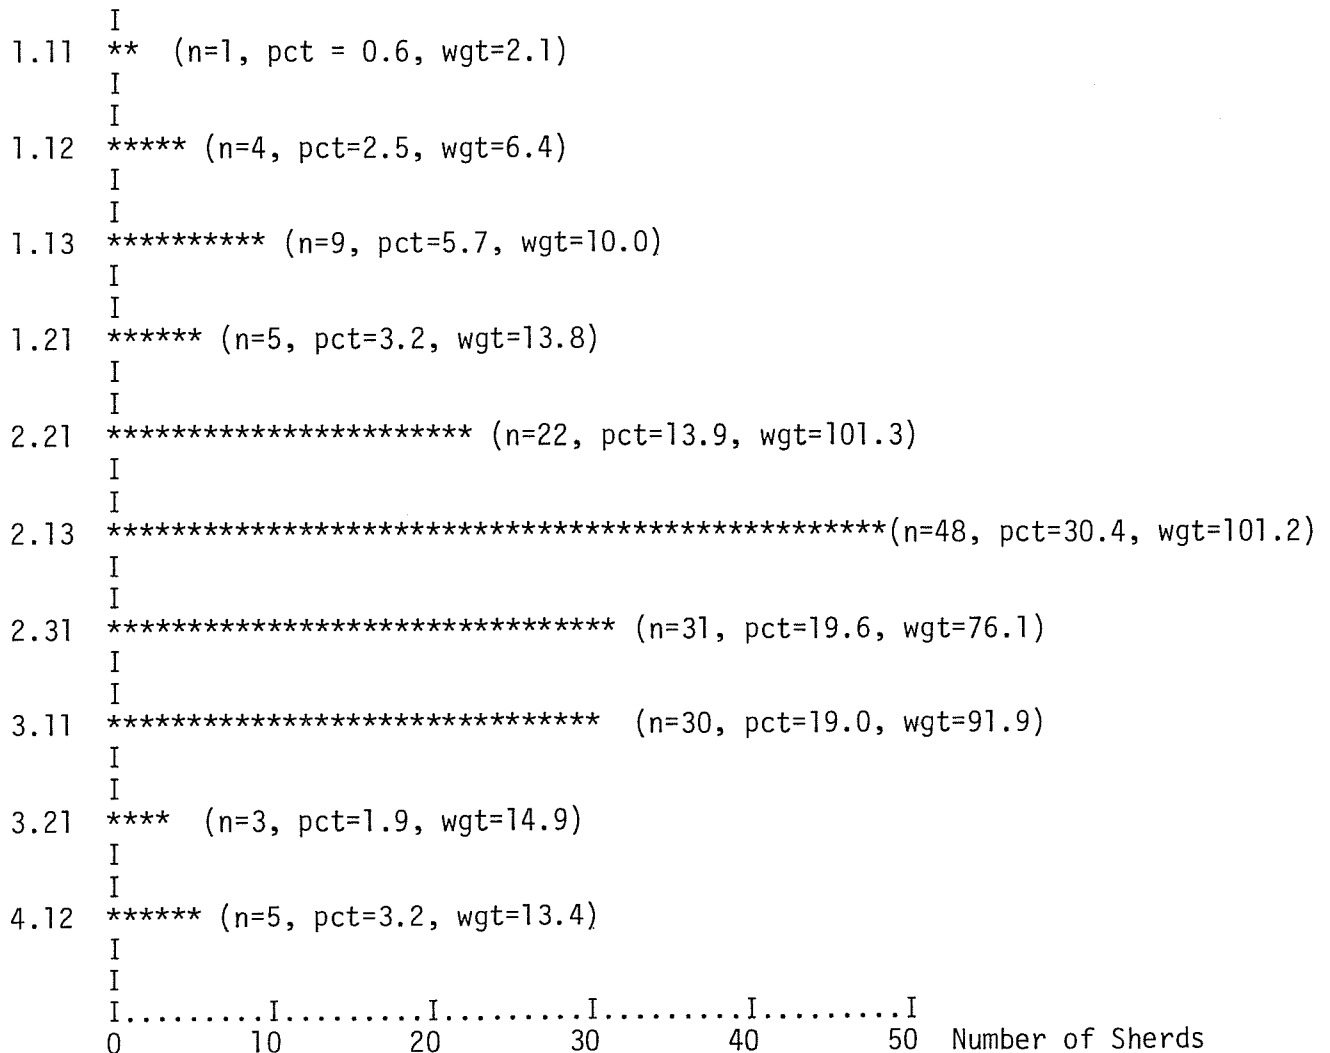 I
1.11 ** (n=1, pct = 0.6, wgt=2.1)
I
I
1.12 ***** (n=4, pct=2.5, wgt=6.4)
I
I
1.13 ********** (n=9, pct=5.7, wgt=10.0)
I
I
1.21 ****** (n=5, pct=3.2, wgt=13.8)
I
I
2.21 *********************** (n=22, pct=13.9, wgt=101.3)
I
I
2.13 *************************************************(n=48, pct=30.4, wgt=101.2)
I
I
2.31 ******************************** (n=31, pct=19.6, wgt=76.1)
I
I
3.11 ******************************* (n=30, pct=19.0, wgt=91.9)
I
I
3.21 **** (n=3, pct=1.9, wgt=14.9)
I
I
4.12 ****** (n=5, pct=3.2, wgt=13.4)
I
I
I.........I.........I.........I.........I.........I
0 10 20 30 40 50 Number of Sherds